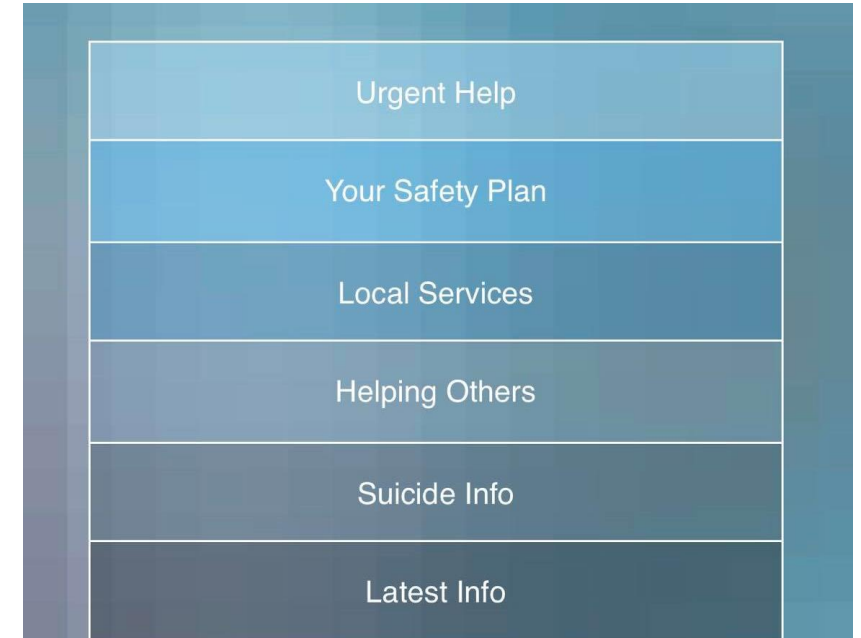 Urgent Help
Your Safety Plan
Local Services
Helping Others
Suicide Info
Latest Info